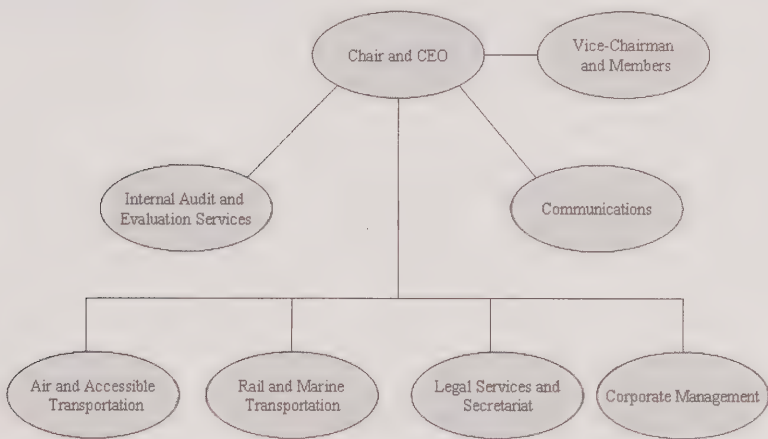 Chair and CEO
Vice-Chairman
and Members
Internal Audit and
Evaluation Services
Communications
Air and Accessible
Transportation
Rail and Marine
Transportation
Legal Services and
Secretariat
Corporate Management